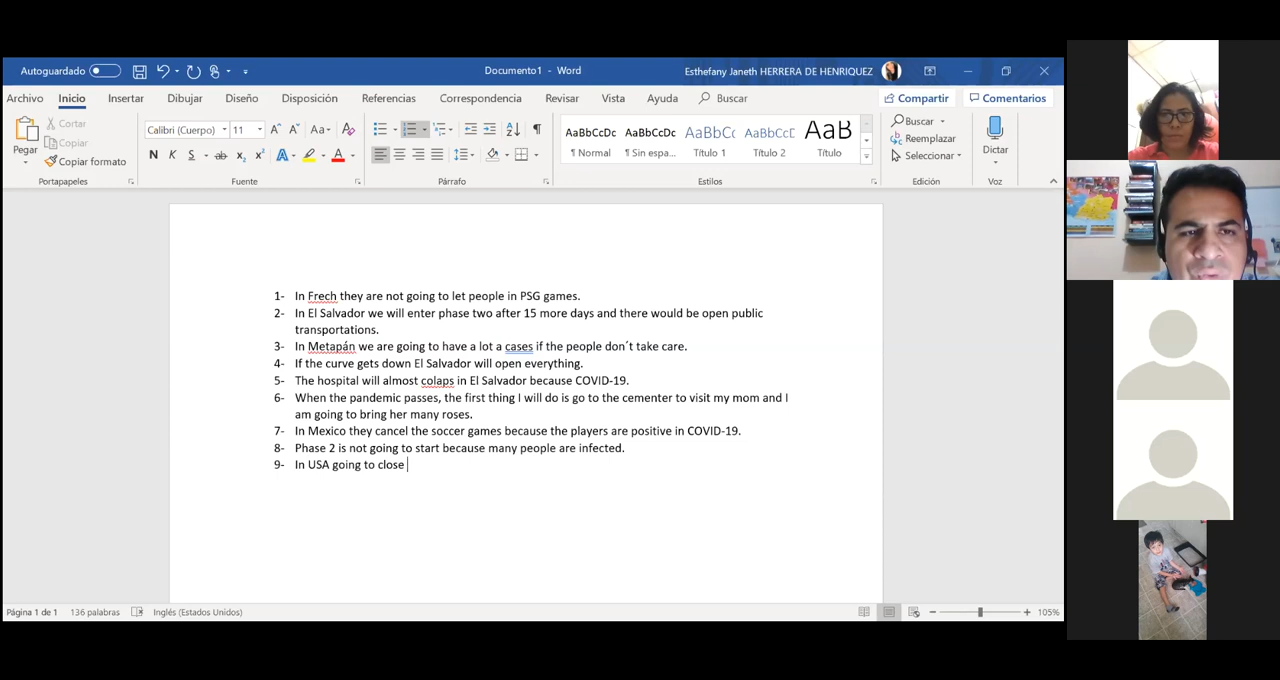 Autoguardado
Documento1 - Word
Esthefany Janeth HERRERA DE HENRIQUEZ
Archivo Inicio Insertar Dibujar Diseño Disposición Referencias Correspondencia Revisar Vista Ayuda Buscar Compartir Comentarios
Pegar
Cortar
Copiar
Copiar formato
Portapapeles
Calibri (Cuerpo) 11 A A Aa
N K S ab x₂ x² A A
Fuente
Párrafo
AaBbCcDc AaBbCcDc AaBbCc AaBbCcD AaB
¶ Normal ¶ Sin espa... Título 1 Título 2 Título
Estilos
Buscar
Reemplazar
Seleccionar
Edición
Dictar
Voz
1- In Frech they are not going to let people in PSG games.
2- In El Salvador we will enter phase two after 15 more days and there would be open public
transportations.
3- In Metapán we are going to have a lot a cases if the people don´t take care.
4- If the curve gets down El Salvador will open everything.
5- The hospital will almost colaps in El Salvador because COVID-19.
6- When the pandemic passes, the first thing I will do is go to the cementer to visit my mom and I
am going to bring her many roses.
7- In Mexico they cancel the soccer games because the players are positive in COVID-19.
8- Phase 2 is not going to start because many people are infected.
9- In USA going to close
Página 1 de 1 136 palabras Inglés (Estados Unidos) 105%